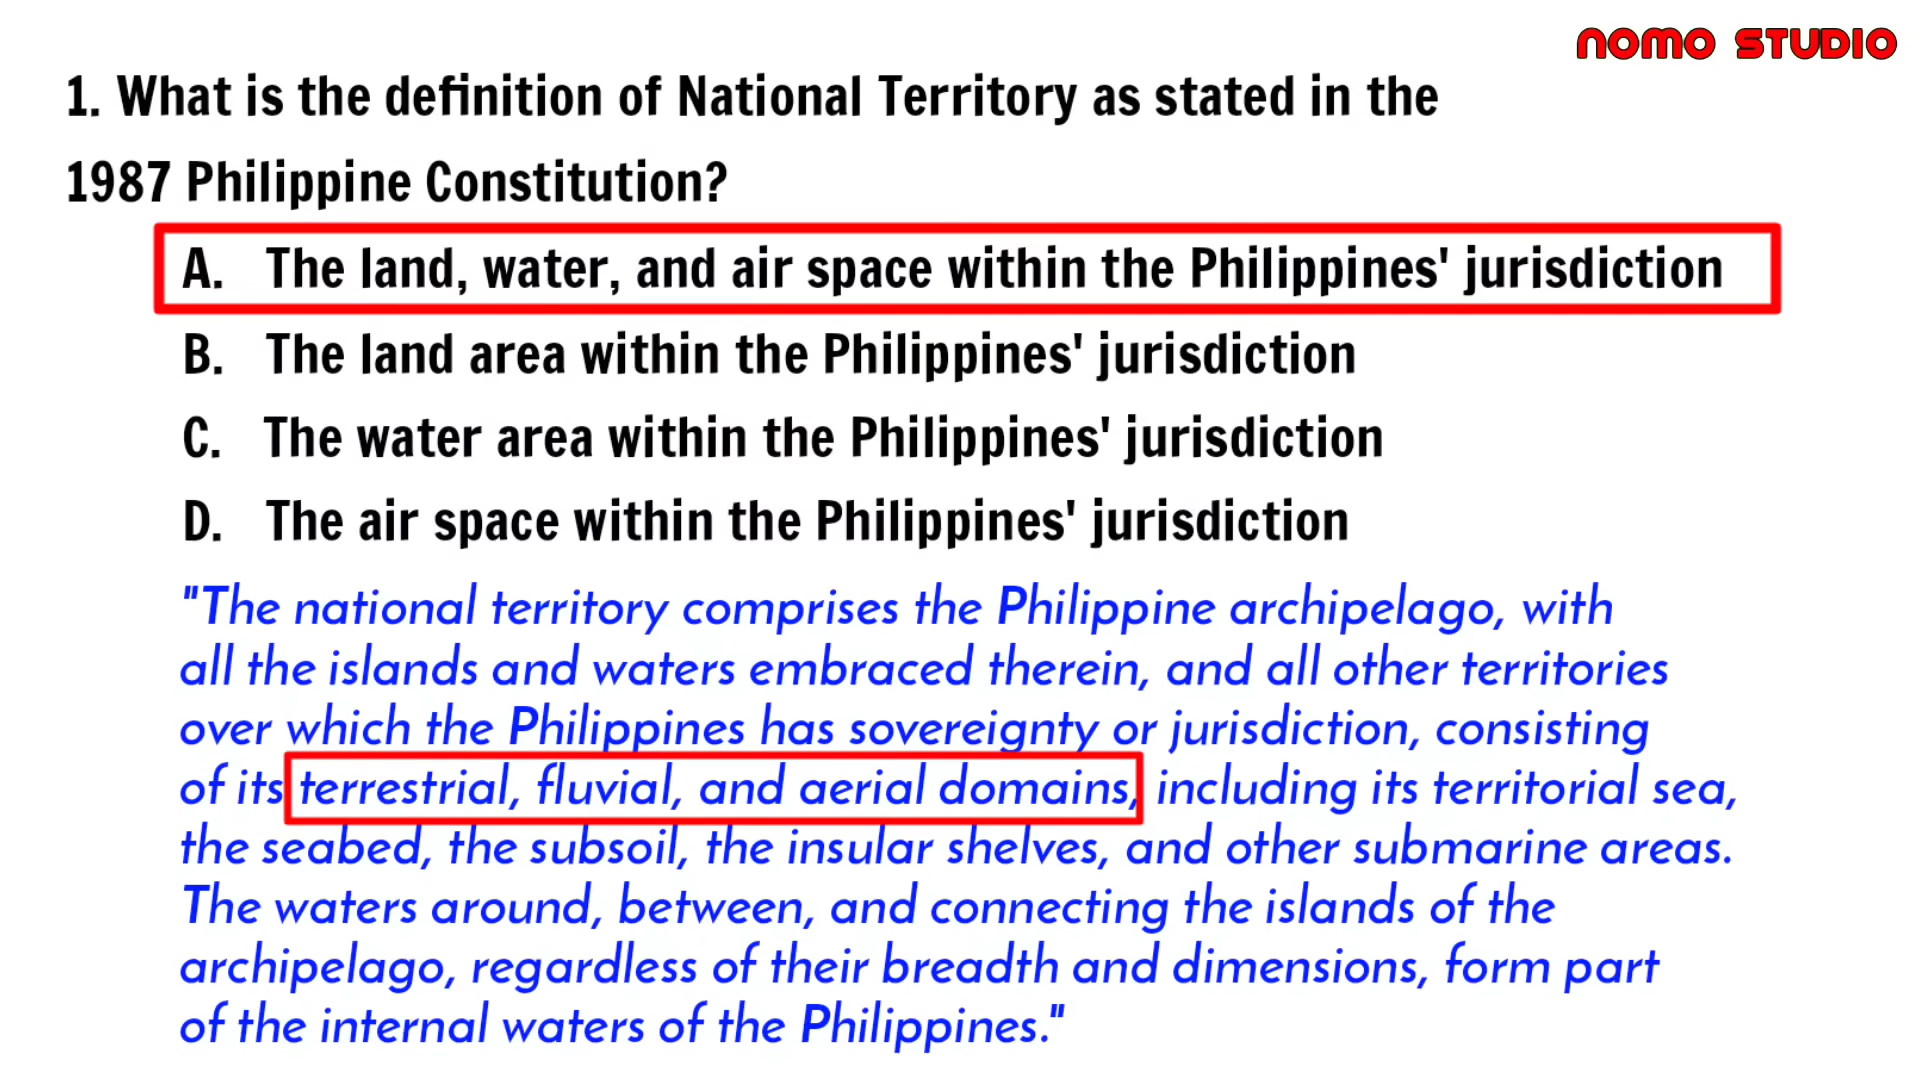 NOMO STUDIO
1. What is the definition of National Territory as stated in the
1987 Philippine Constitution?
A. The land, water, and air space within the Philippines' jurisdiction
B. The land area within the Philippines' jurisdiction
C. The water area within the Philippines' jurisdiction
D. The air space within the Philippines' jurisdiction
"The national territory comprises the Philippine archipelago, with
all the islands and waters embraced therein, and all other territories
over which the Philippines has sovereignty or jurisdiction, consisting
of its terrestrial, fluvial, and aerial domains, including its territorial sea,
the seabed, the subsoil, the insular shelves, and other submarine areas.
The waters around, between, and connecting the islands of the
archipelago, regardless of their breadth and dimensions, form part
of the internal waters of the Philippines."